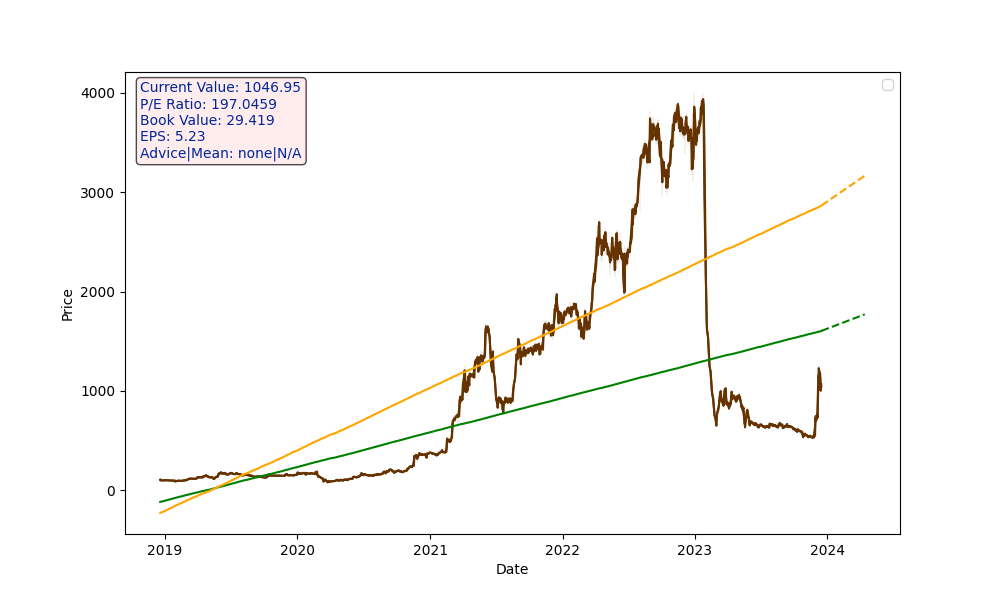 Current Value: 1046.95
P/E Ratio: 197.0459
Book Value: 29.419
EPS: 5.23
Advice|Mean: none|N/A
4000
3000
2000
1000
0
Price
2019 2020 2021 2022 2023 2024
Date